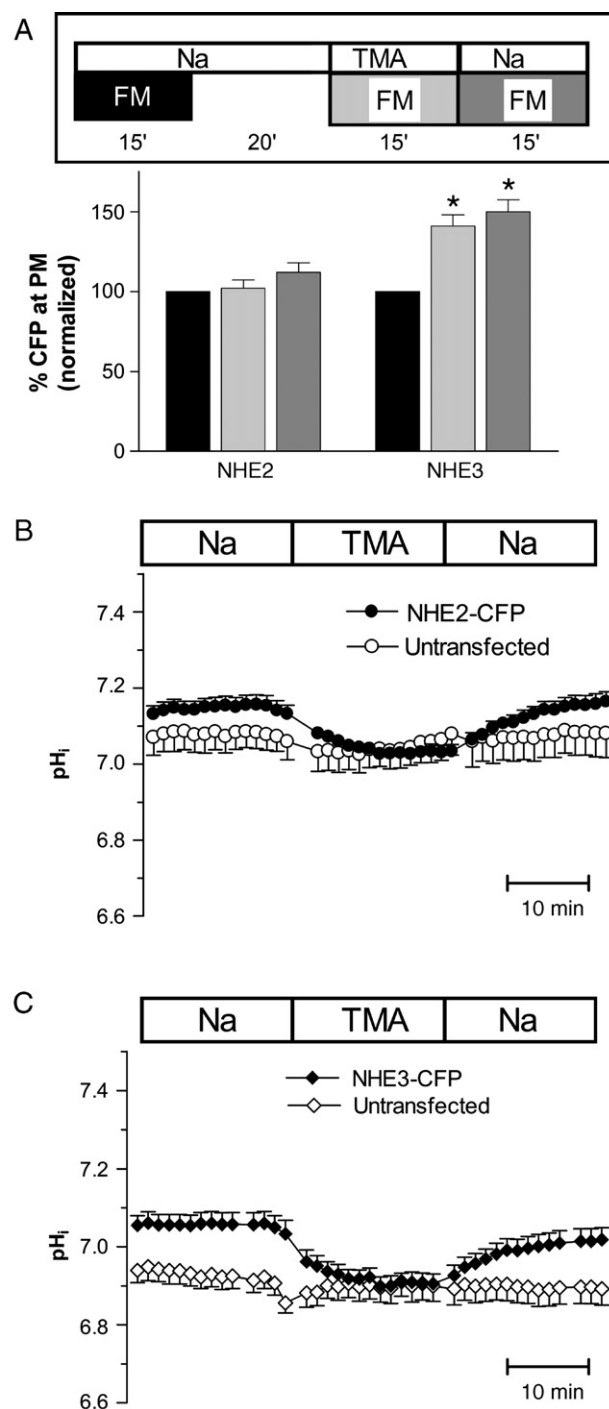 A
Na TMA Na
FM FM FM
15' 20' 15' 15'
150
100
50
0
% CFP at PM
(normalized)
* *
NHE2 NHE3
B
Na TMA Na
7.4
7.2
7.0
6.8
6.6
pHi
NHE2-CFP
Untransfected
10 min
C
Na TMA Na
7.4
7.2
7.0
6.8
6.6
pHi
NHE3-CFP
Untransfected
10 min